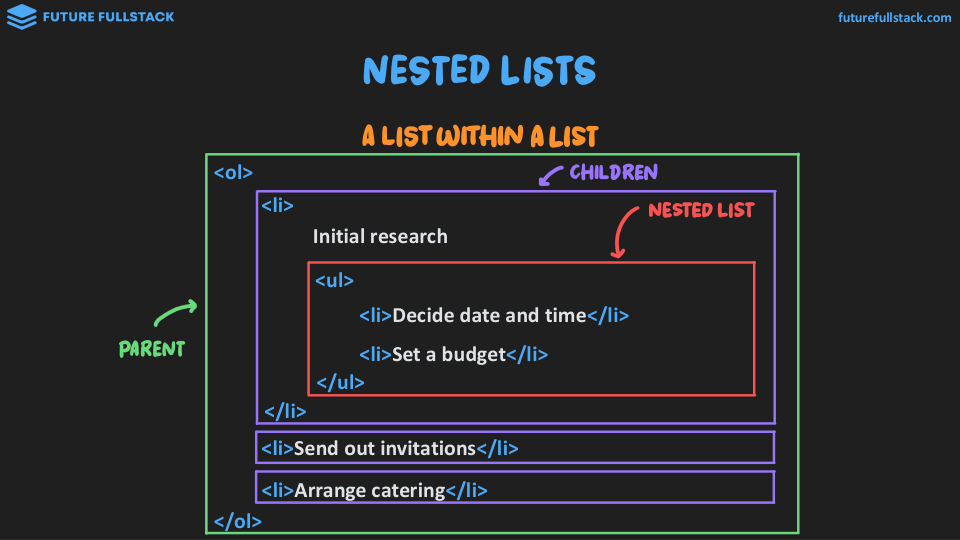 FUTURE FULLSTACK
futurefullstack.com
NESTED LISTS
A LIST WITHIN A LIST
<ol>
CHILDREN
<li>
NESTED LIST
Initial research
<ul>
<li>Decide date and time</li>
PARENT
<li>Set a budget</li>
</ul>
</li>
<li>Send out invitations</li>
<li>Arrange catering</li>
</ol>